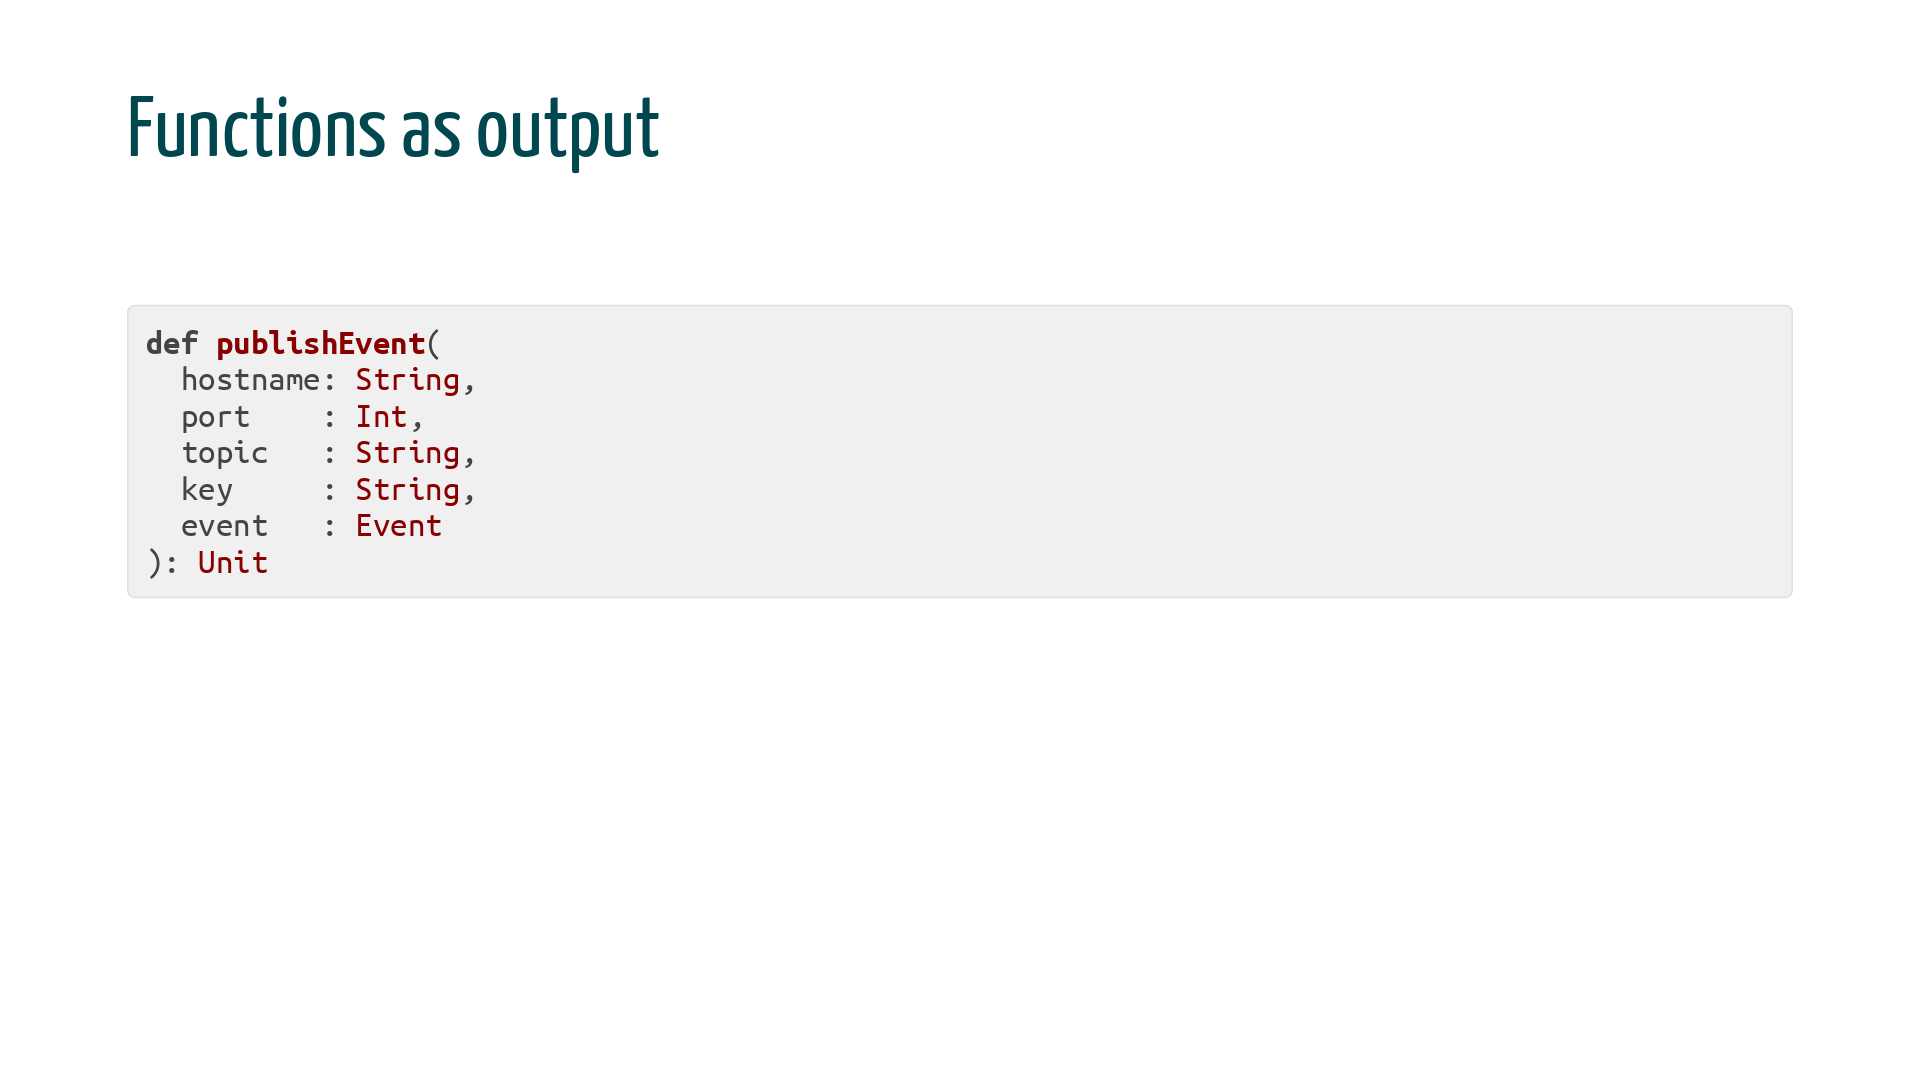 Functions as output
def publishEvent(
  hostname: String,
  port    : Int,
  topic   : String,
  key     : String,
  event   : Event
): Unit